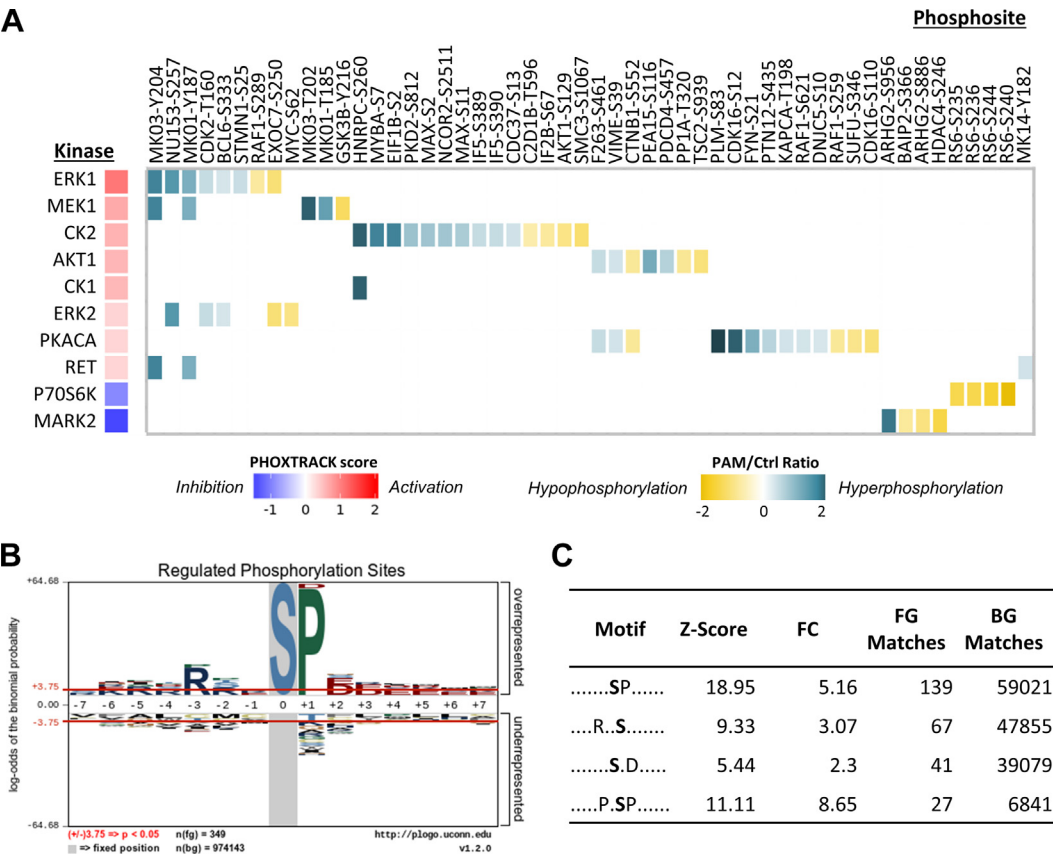 A
Phosphosite
Kinase
MK03-Y204
NU153-S257
MK01-Y187
CDK2-T160
BCL6-S333
STMN1-S25
RAF1-S289
EXOC7-S250
MYC-S62
MK03-T202
MK01-T185
GSK3B-Y216
HNRPC-S260
MYBA-S7
EIF1B-S2
PKD2-S812
MAX-S2
NCOR2-S2511
MAX-S11
IF5-S389
IF5-S390
CDC37-S13
C2D1B-T596
IF2B-S67
AKT1-S129
SMC3-S1067
F263-S461
VIME-S39
CTNB1-S552
PEA15-S116
PDCD4-S457
PP1A-T320
TSC2-S939
PLM-S83
CDK16-S12
FYN-S21
PTN12-S435
KAPCA-T198
RAF1-S621
DNJC5-S10
RAF1-S259
SUFU-S346
CDK16-S110
ARHG2-S956
BAIP2-S366
ARHG2-S886
HDAC4-S246
RS6-S235
RS6-S236
RS6-S244
RS6-S240
MK14-Y182
ERK1
MEK1
CK2
AKT1
CK1
ERK2
PKACA
RET
P70S6K
MARK2
PHOXTRACK score
Inhibition Activation
-1 0 1 2
PAM/Ctrl Ratio
Hypophosphorylation Hyperphosphorylation
-2 0 2
B
Regulated Phosphorylation Sites
log-odds of the binomial probability
+64.68
+3.75
0.00
-3.75
-64.68
-7 -6 -5 -4 -3 -2 -1 0 +1 +2 +3 +4 +5 +6 +7
R S P
overrepresented
underrepresented
(+/-)3.75 => p < 0.05 n(fg) = 349 http://plogo.uconn.edu
=> fixed position n(bg) = 974143 v1.2.0
C
Motif Z-Score FC FG Matches BG Matches
.......SP...... 18.95 5.16 139 59021
....R..S....... 9.33 3.07 67 47855
.......S.D..... 5.44 2.3 41 39079
.....P.SP...... 11.11 8.65 27 6841